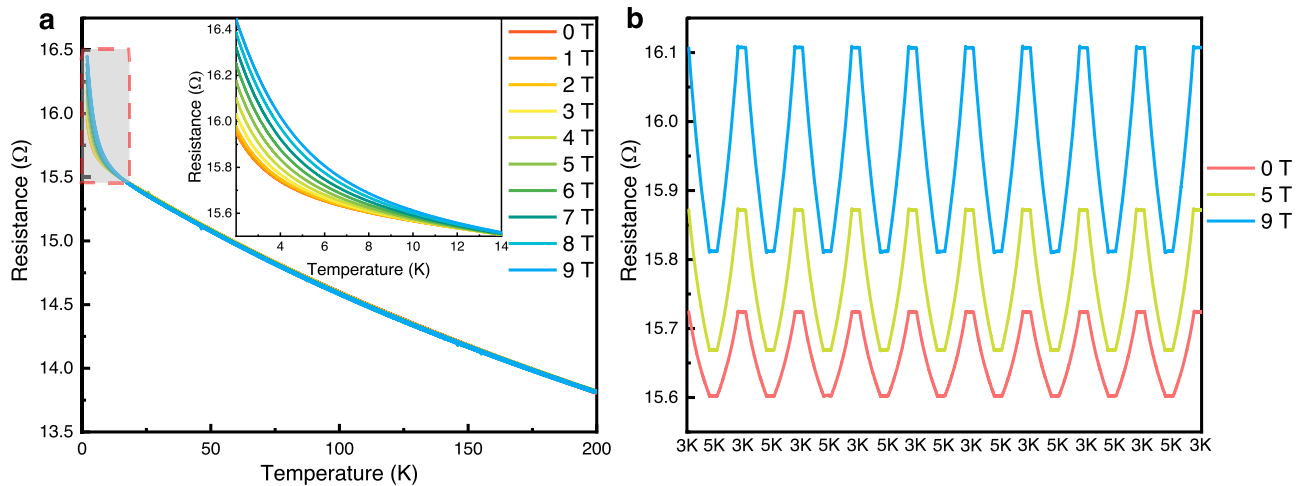 a
16.5
16.0
15.5
15.0
14.5
14.0
13.5
Resistance (Ω)
0
50
100
150
200
Temperature (K)
16.4
16.2
16.0
15.8
15.6
Resistance (Ω)
4
6
8
10
12
14
Temperature (K)
0 T
1 T
2 T
3 T
4 T
5 T
6 T
7 T
8 T
9 T
b
16.1
16.0
15.9
15.8
15.7
15.6
Resistance (Ω)
3K 5K 3K 5K 3K 5K 3K 5K 3K 5K 3K 5K 3K 5K 3K 5K 3K 5K 3K
0 T
5 T
9 T